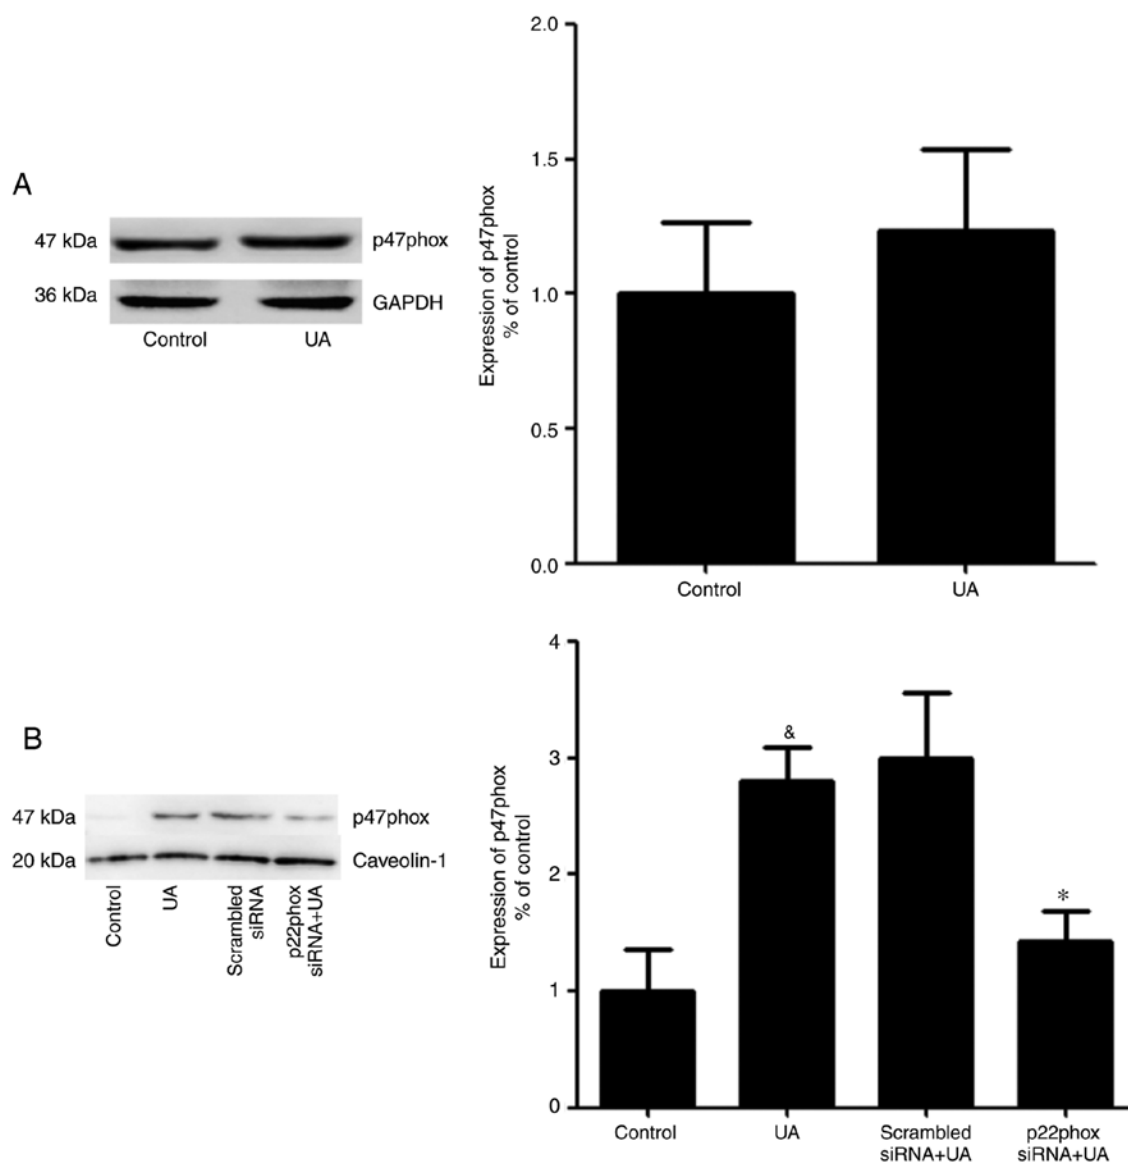 A
47 kDa
p47phox
36 kDa
GAPDH
Control
UA
Expression of p47phox
% of control
2.0
1.5
1.0
0.5
0.0
Control
UA
B
47 kDa
p47phox
20 kDa
Caveolin-1
Control
UA
Scrambled
siRNA
p22phox
siRNA+UA
Expression of p47phox
% of control
4
3
2
1
0
&
*
Control
UA
Scrambled
siRNA+UA
p22phox
siRNA+UA